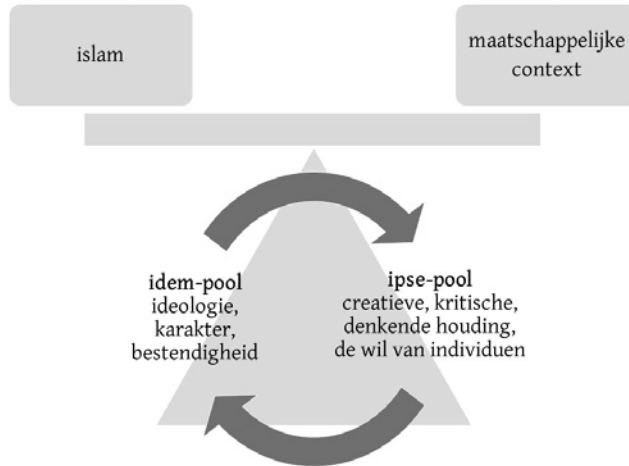 islam
maatschappelijke
context
idem-pool
ideologie,
karakter,
bestendigheid
ipse-pool
creatieve, kritische,
denkende houding,
de wil van individuen